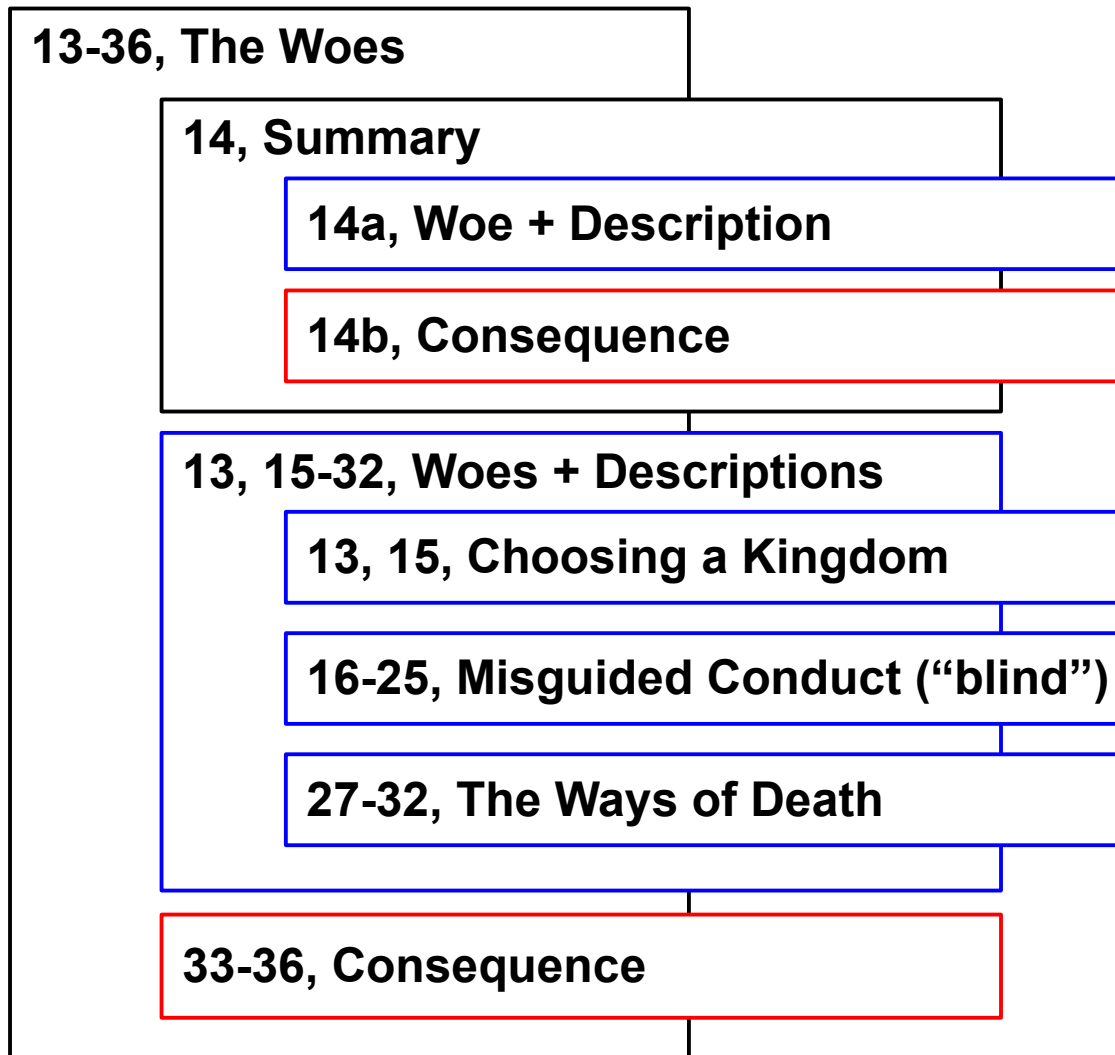 13-36, The Woes
14, Summary
14a, Woe + Description
14b, Consequence
13, 15-32, Woes + Descriptions
13, 15, Choosing a Kingdom
16-25, Misguided Conduct (“blind”)
27-32, The Ways of Death
33-36, Consequence